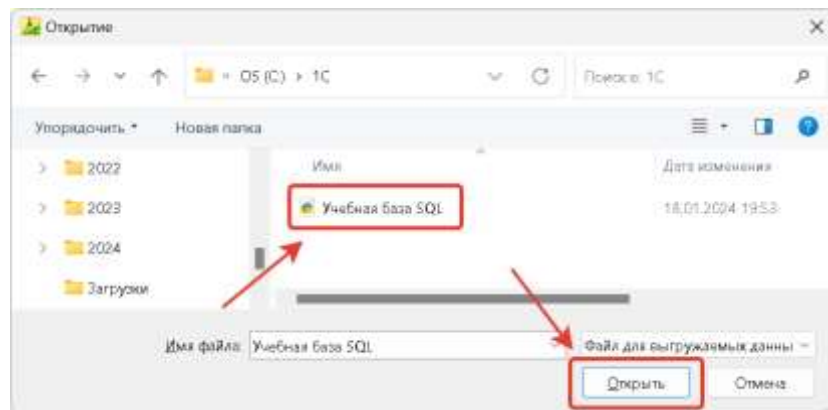 Открытие
OS (C:) › 1C
Поиск в: 1C
Упорядочить
Новая папка
2022
2023
2024
Загрузки
Имя
Дата изменения
Учебная база SQL
18.01.2024 19:53
Имя файла: Учебная база SQL
Файл для выгружаемых данны
Открыть
Отмена